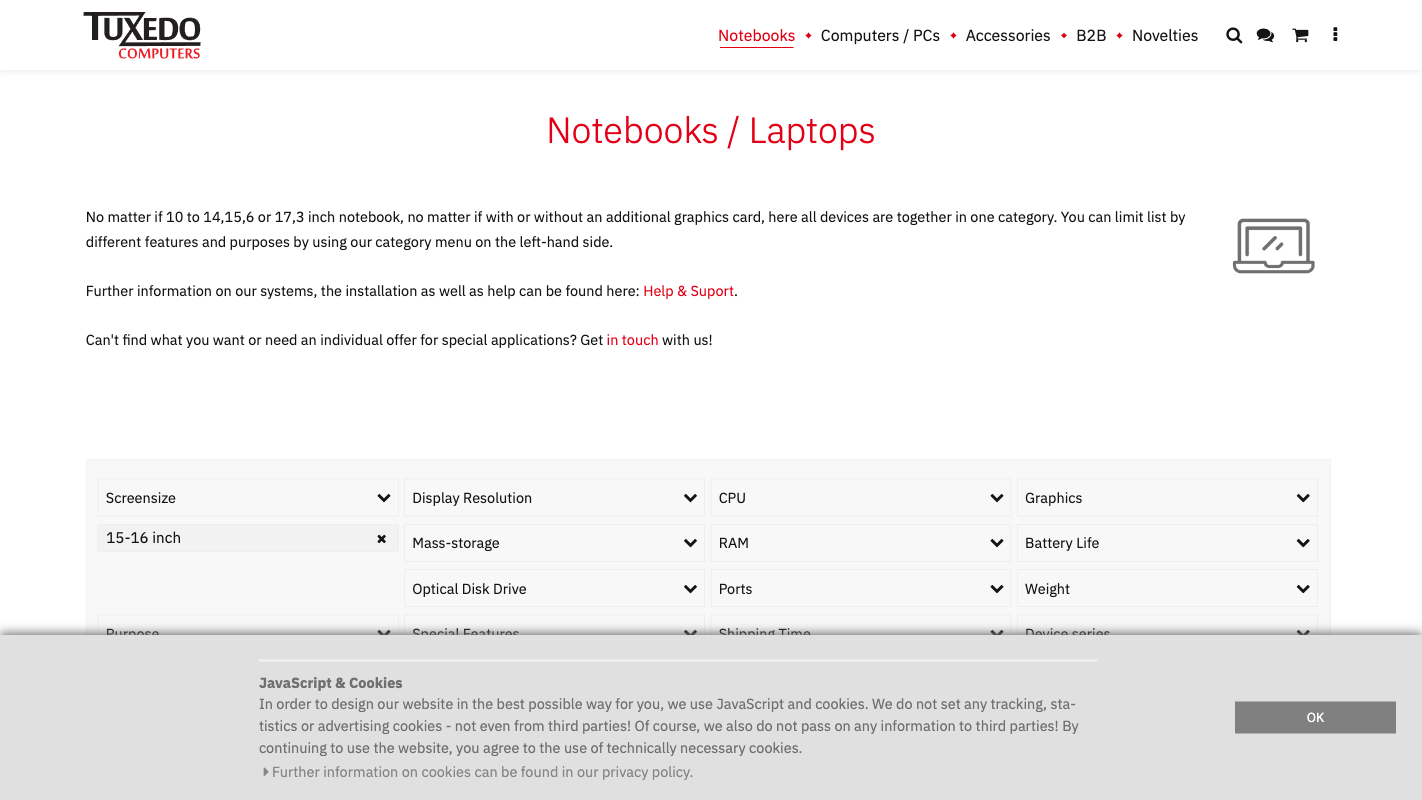 TUXEDO
COMPUTERS
Notebooks
Computers / PCs
Accessories
B2B
Novelties
Notebooks / Laptops
No matter if 10 to 14,15,6 or 17,3 inch notebook, no matter if with or without an additional graphics card, here all devices are together in one category. You can limit list by
different features and purposes by using our category menu on the left-hand side.
Further information on our systems, the installation as well as help can be found here: Help & Suport.
Can't find what you want or need an individual offer for special applications? Get in touch with us!
Screensize
Display Resolution
CPU
Graphics
15-16 inch
Mass-storage
RAM
Battery Life
Optical Disk Drive
Ports
Weight
Purpose
Special Features
Shipping Time
Device series
JavaScript & Cookies
In order to design our website in the best possible way for you, we use JavaScript and cookies. We do not set any tracking, sta-
tistics or advertising cookies - not even from third parties! Of course, we also do not pass on any information to third parties! By
continuing to use the website, you agree to the use of technically necessary cookies.
Further information on cookies can be found in our privacy policy.
OK